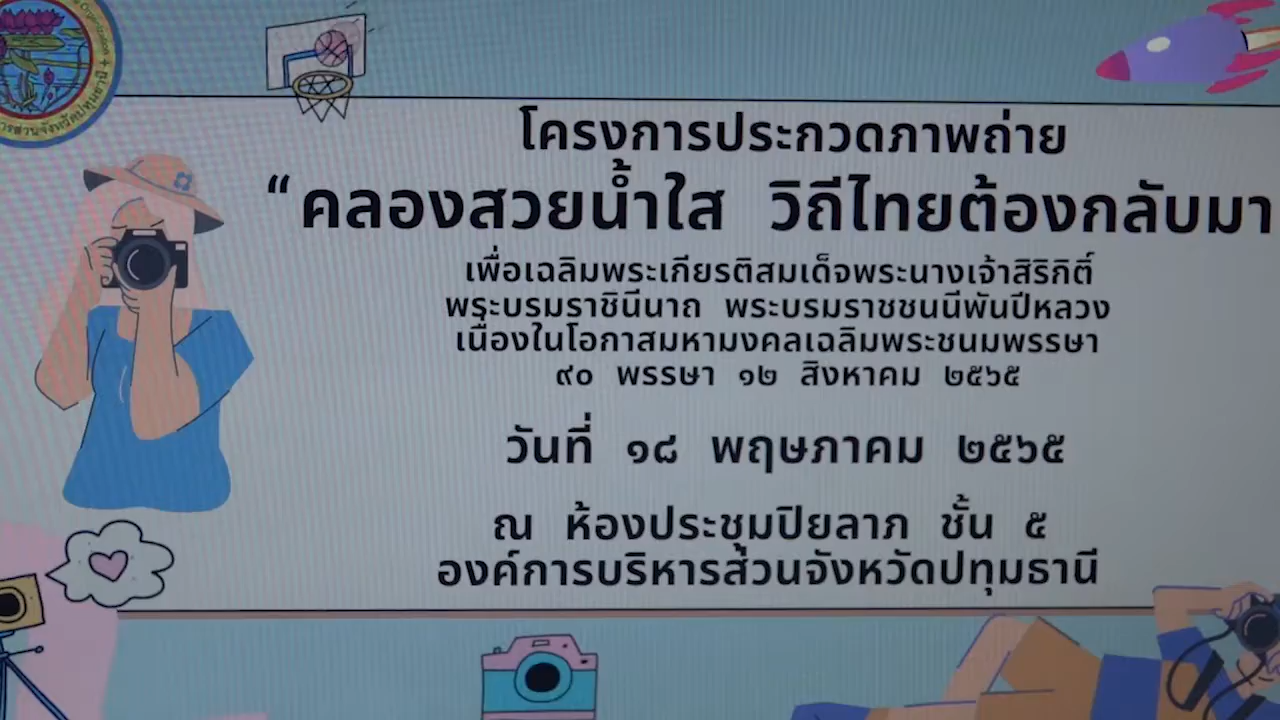 โครงการประกวดภาพถ่าย
“คลองสวยน้ำใส วิถีไทยต้องกลับมา
เพื่อเฉลิมพระเกียรติสมเด็จพระนางเจ้าสิริกิติ์
พระบรมราชินีนาถ พระบรมราชชนนีพันปีหลวง
เนื่องในโอกาสมหามงคลเฉลิมพระชนมพรรษา
๙๐ พรรษา ๑๒ สิงหาคม ๒๕๖๕
วันที่ ๑๘ พฤษภาคม ๒๕๖๕
ณ ห้องประชุมปิยลาภ ชั้น ๕
องค์การบริหารส่วนจังหวัดปทุมธานี